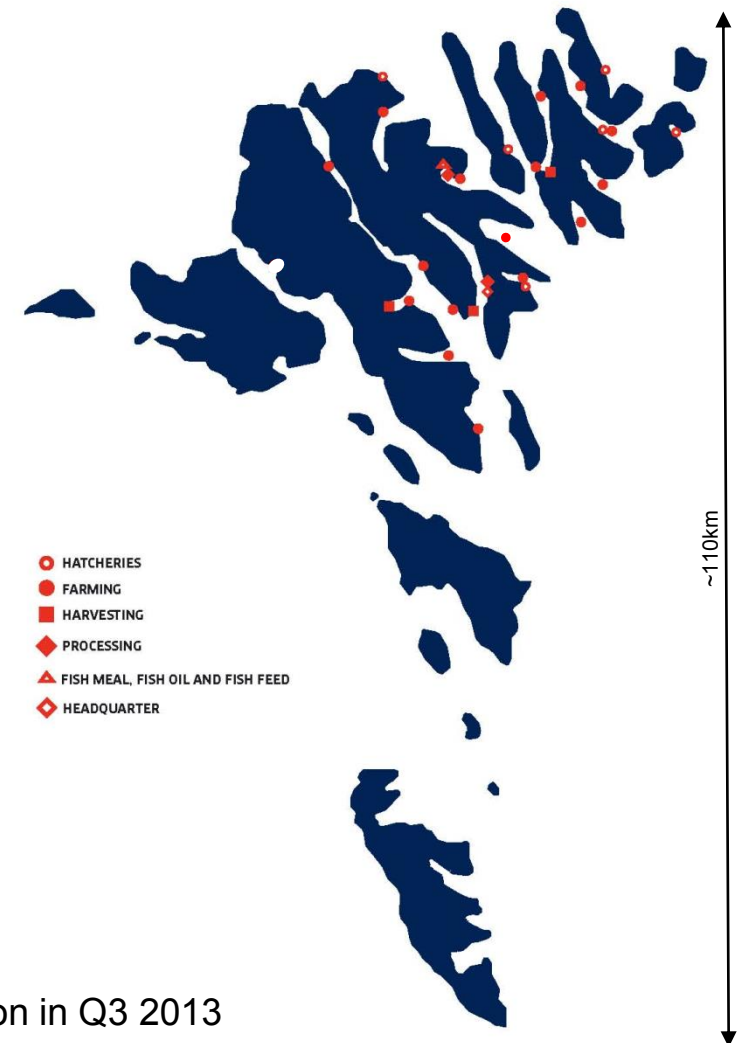 ~110km
HATCHERIES
FARMING
HARVESTING
PROCESSING
FISH MEAL, FISH OIL AND FISH FEED
HEADQUARTER
on in Q3 2013